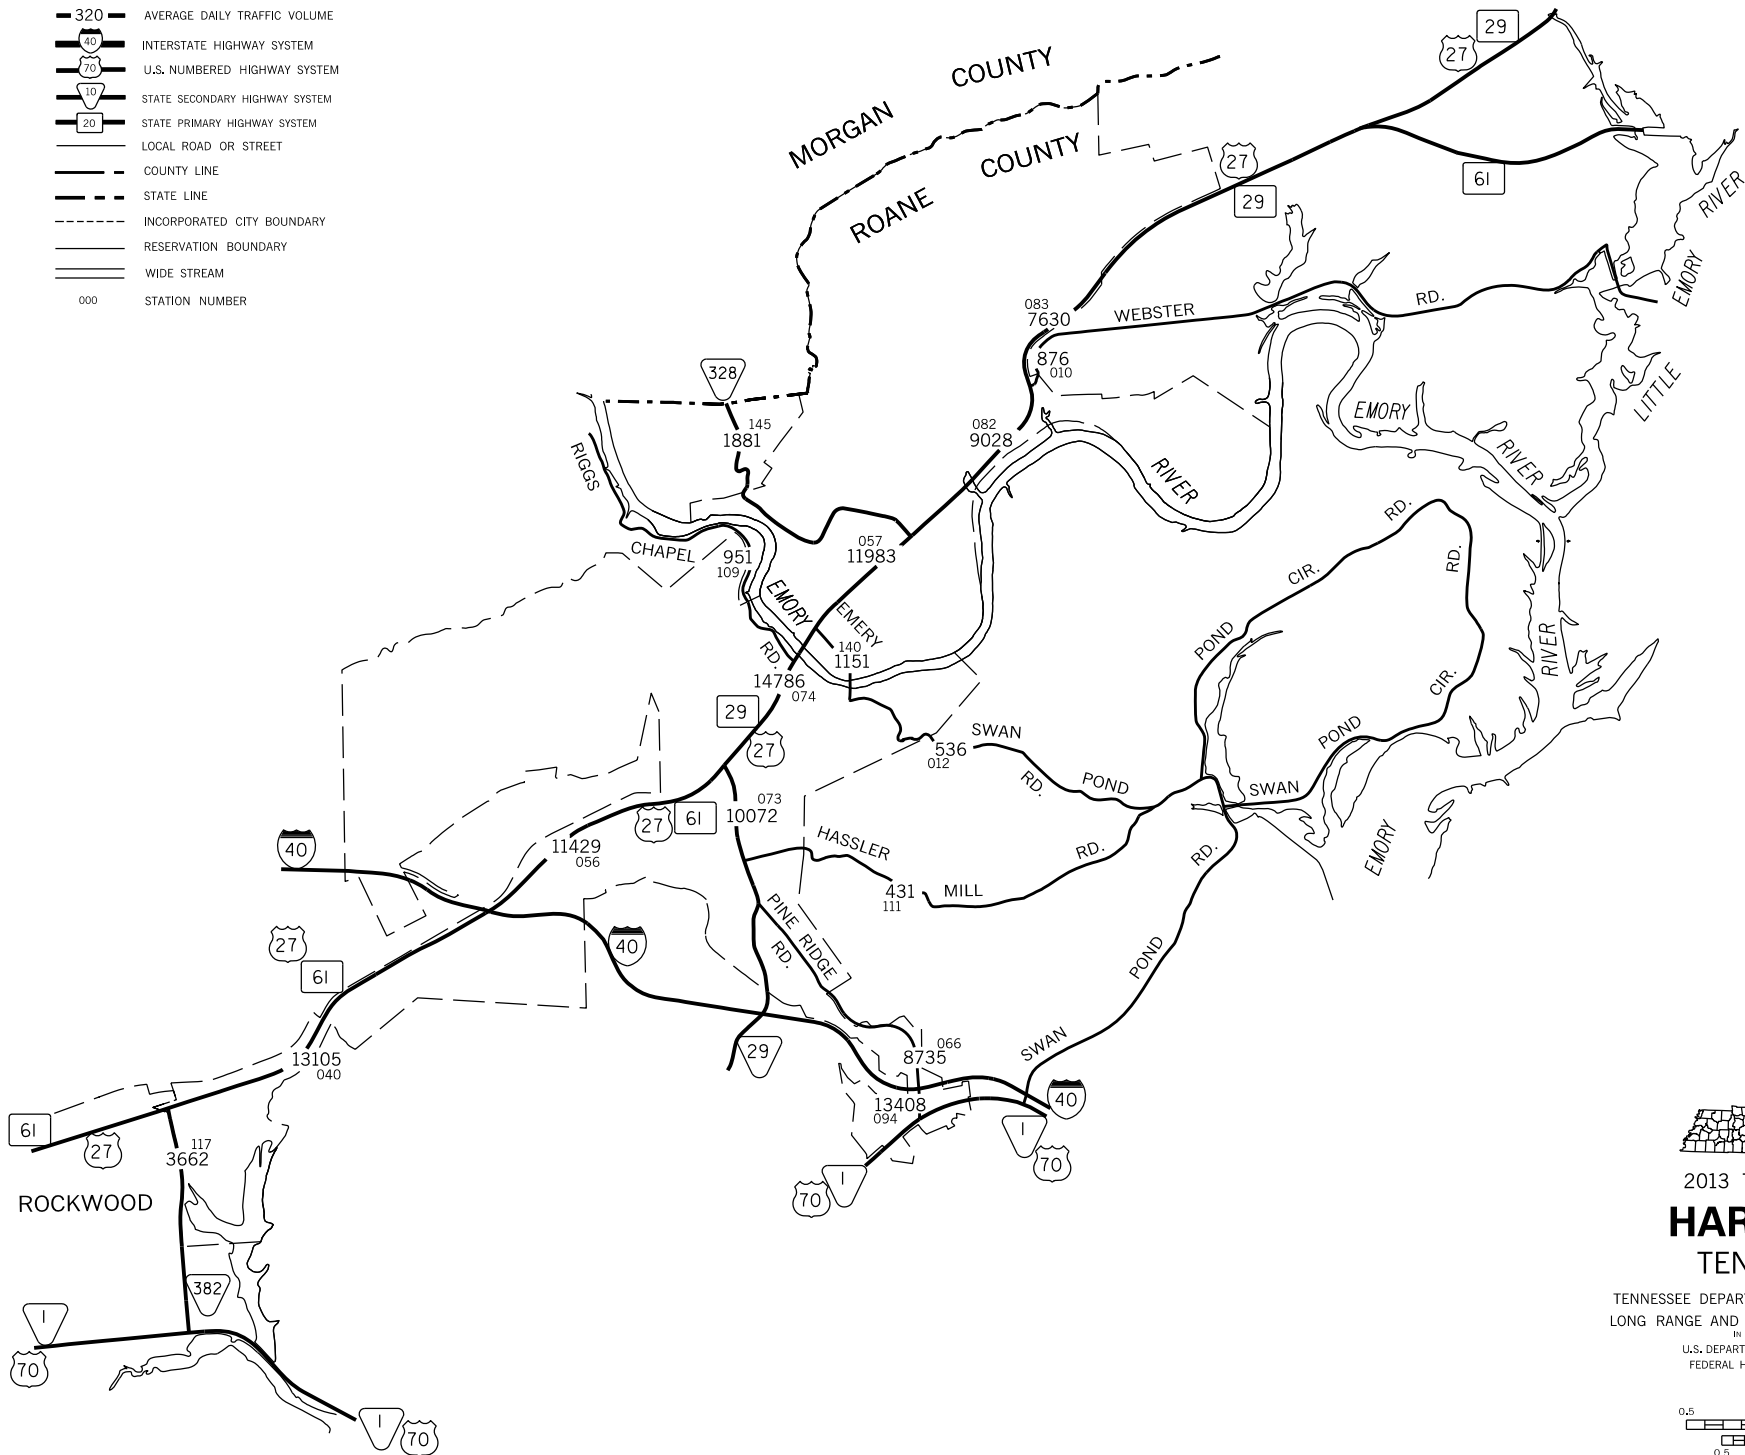 320 AVERAGE DAILY TRAFFIC VOLUME
40 INTERSTATE HIGHWAY SYSTEM
70 U.S. NUMBERED HIGHWAY SYSTEM
10 STATE SECONDARY HIGHWAY SYSTEM
20 STATE PRIMARY HIGHWAY SYSTEM
LOCAL ROAD OR STREET
COUNTY LINE
STATE LINE
INCORPORATED CITY BOUNDARY
RESERVATION BOUNDARY
WIDE STREAM
000 STATION NUMBER
MORGAN COUNTY
ROANE COUNTY
29
27
27
29
61
RIVER
EMORY
LITTLE
083
7630
WEBSTER RD.
876
010
328
145
1881
082
9028
EMORY
RIVER
RIVER
RIGGS
CHAPEL
RD.
951
109
057
11983
EMORY
EMERY
140
1151
14786
074
29
27
SWAN
POND
RD.
536
012
POND
CIR.
RD.
RD.
CIR.
POND
SWAN
RIVER
EMORY
073
10072
27
61
11429
056
HASSLER
MILL
RD.
431
111
40
27
61
40
PINE RIDGE
RD.
RD.
POND
SWAN
29
066
8735
13408
094
40
1
70
70
1
13105
040
61
27
117
3662
ROCKWOOD
382
1
70
1
70
2013 T
HAR
TEN
TENNESSEE DEPAR
LONG RANGE AND
IN
U.S. DEPART
FEDERAL H
0.5
0.5